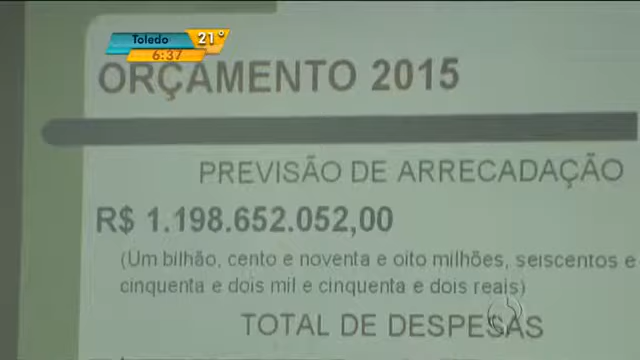 Toledo 21°
6:37
ORÇAMENTO 2015
PREVISÃO DE ARRECADAÇÃO
R$ 1.198.652.052,00
(Um bilhão, cento e noventa e oito milhões, seiscentos e
cinquenta e dois mil e cinquenta e dois reais)
TOTAL DE DESPESAS